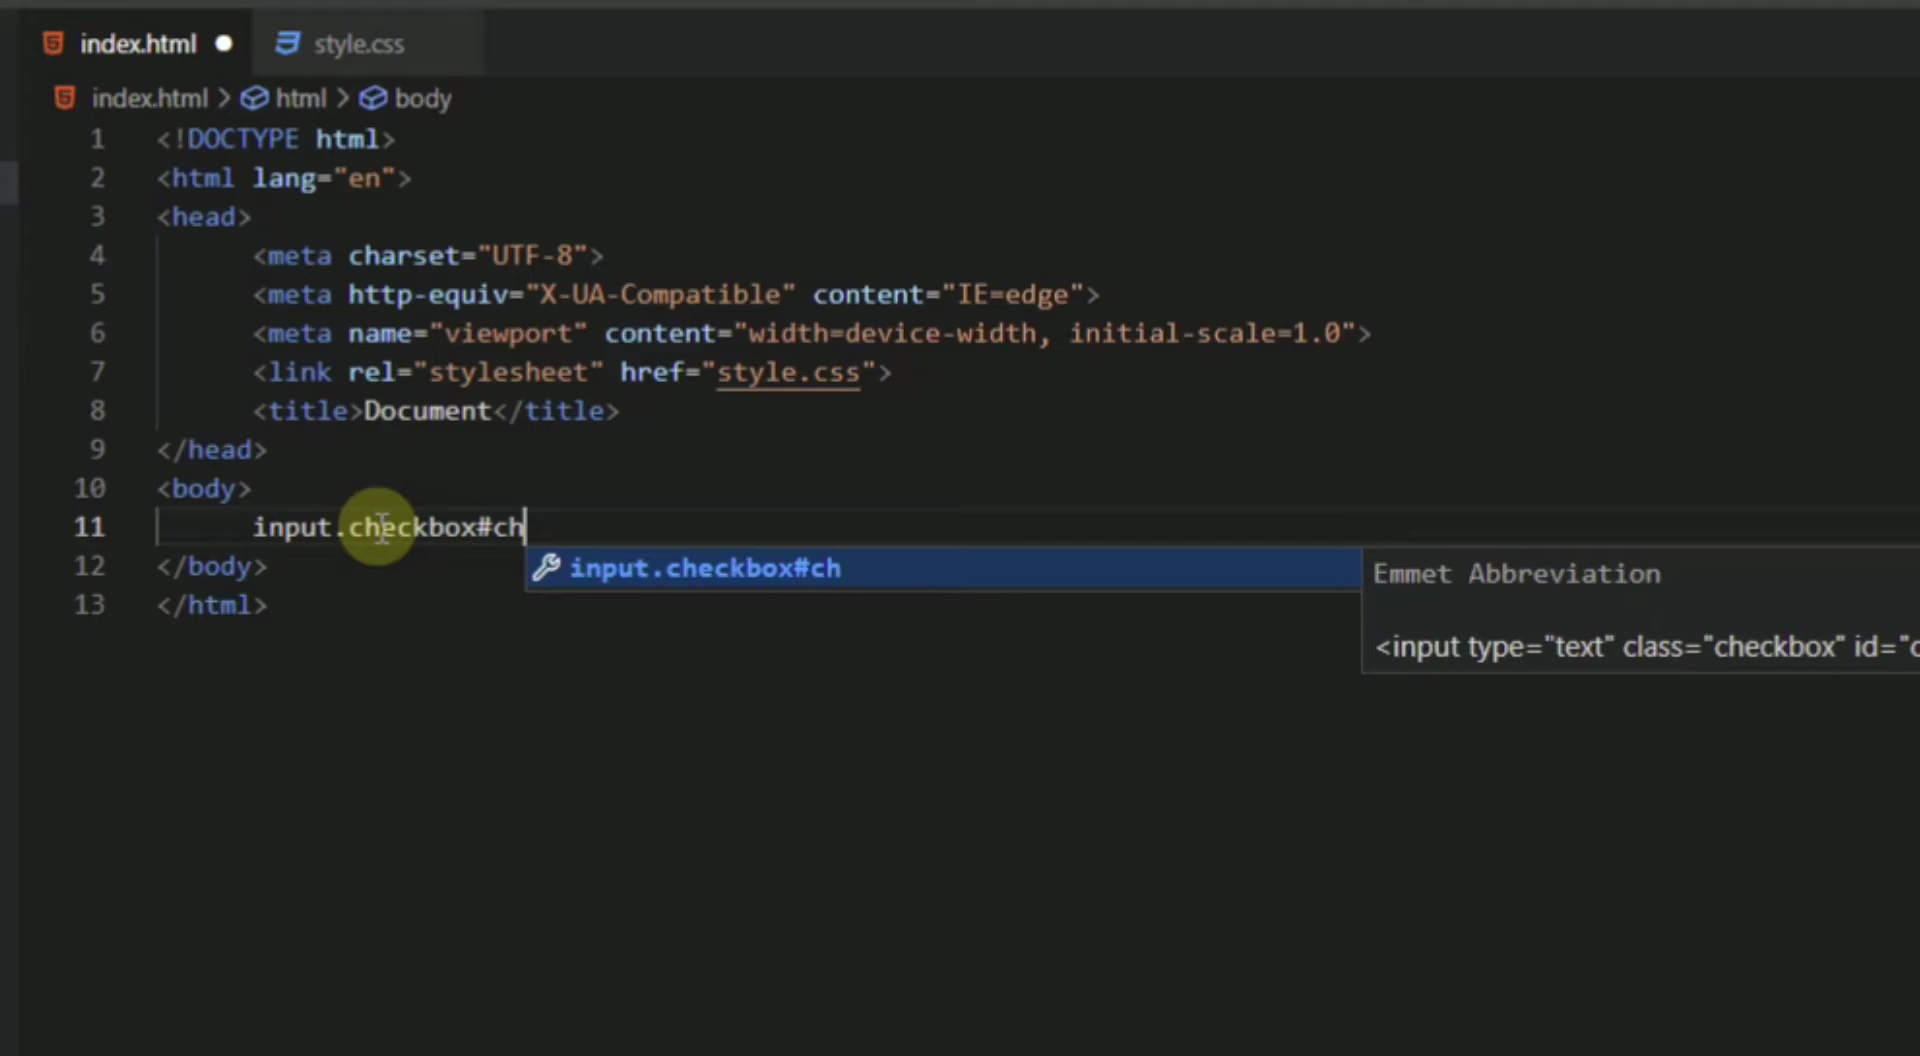 index.html style.css
index.html > html > body
1 <!DOCTYPE html>
2 <html lang="en">
3 <head>
4 <meta charset="UTF-8">
5 <meta http-equiv="X-UA-Compatible" content="IE=edge">
6 <meta name="viewport" content="width=device-width, initial-scale=1.0">
7 <link rel="stylesheet" href="style.css">
8 <title>Document</title>
9 </head>
10 <body>
11 input.checkbox#ch
12 </body>
input.checkbox#ch
Emmet Abbreviation
13 </html>
<input type="text" class="checkbox" id="